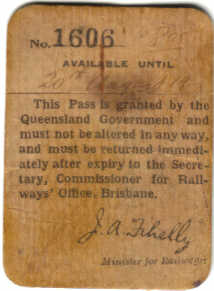 No. 1606
AVAILABLE UNTIL
20th
This Pass is granted by the
Queensland Government and
must not be altered in any way,
and must be returned immedi-
ately after expiry to the Secre-
tary, Commissioner for Rail-
ways' Office, Brisbane.
J. A. Fihelly
Minister for Railways